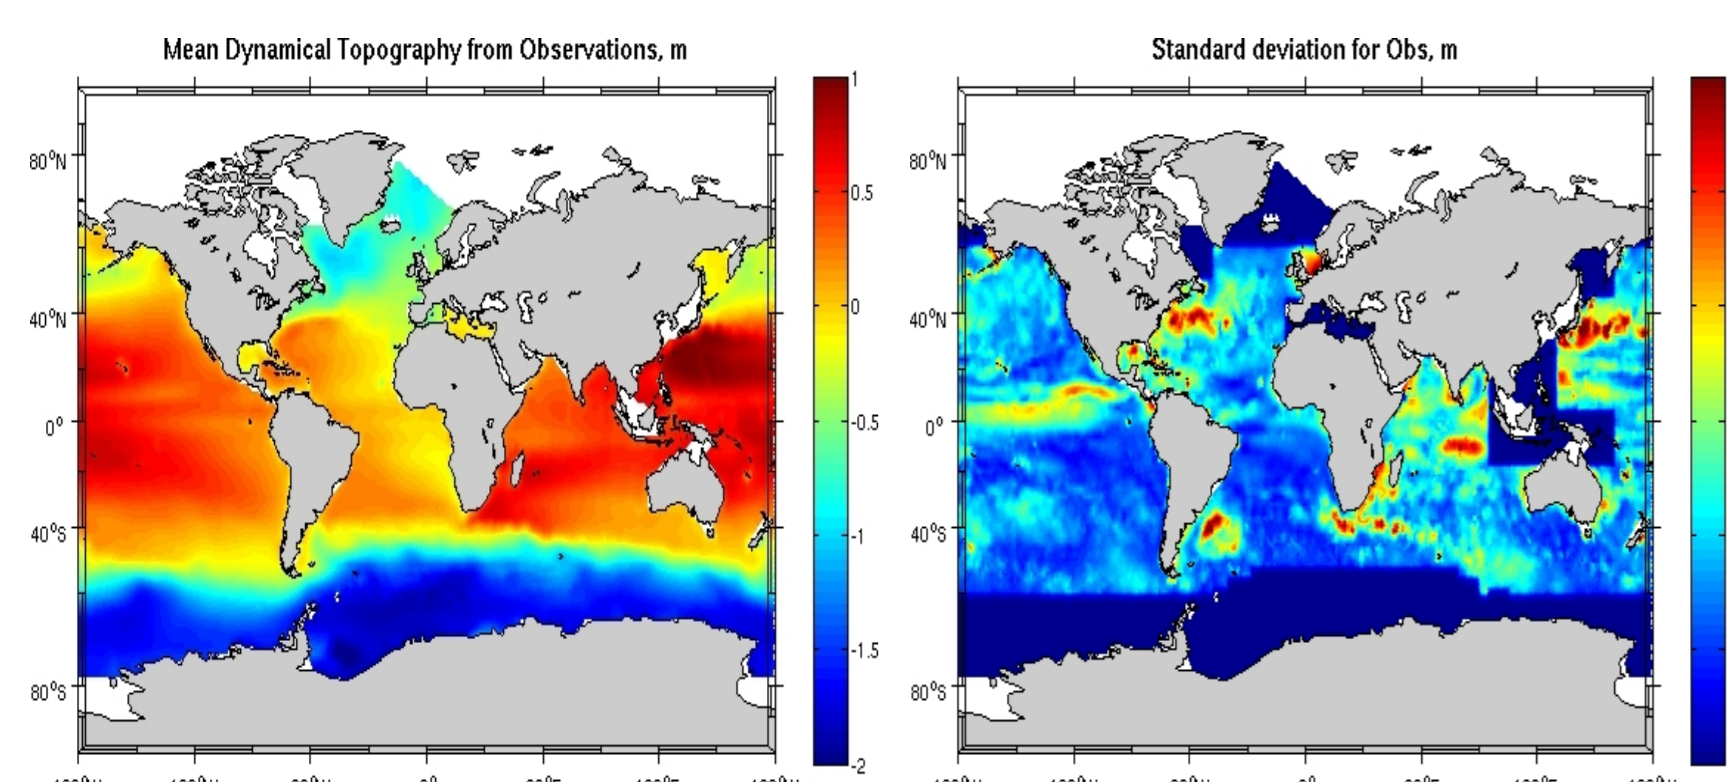 Mean Dynamical Topography from Observations, m
Standard deviation for Obs, m
80°N
40°N
0°
40°S
80°S
1
0.5
0
-0.5
-1
-1.5
-2
80°N
40°N
0°
40°S
80°S